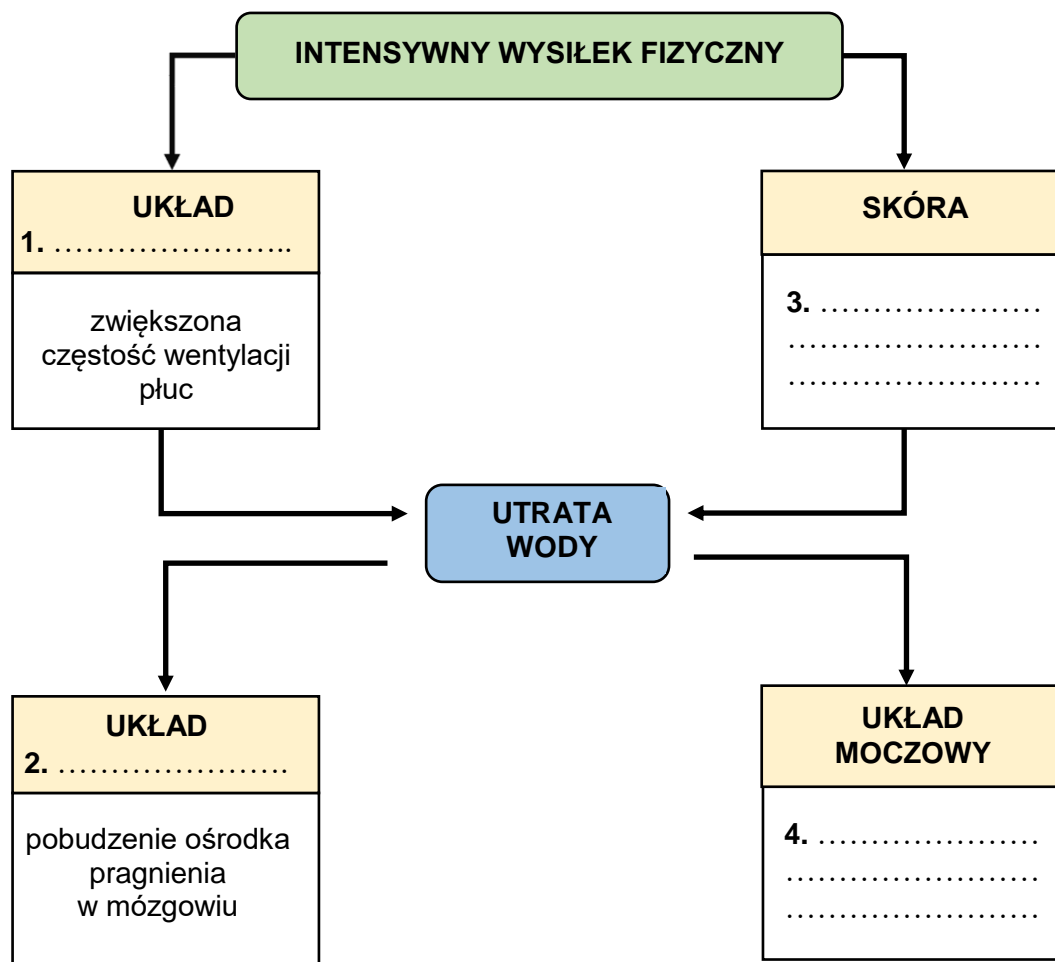 INTENSYWNY WYSIŁEK FIZYCZNY
UKŁAD
1. …………………..
zwiększona
częstość wentylacji
płuc
SKÓRA
3. …………………
……………………
……………………
UTRATA
WODY
UKŁAD
2. ………………….
pobudzenie ośrodka
pragnienia
w mózgowiu
UKŁAD
MOCZOWY
4. …………………
……………………
……………………